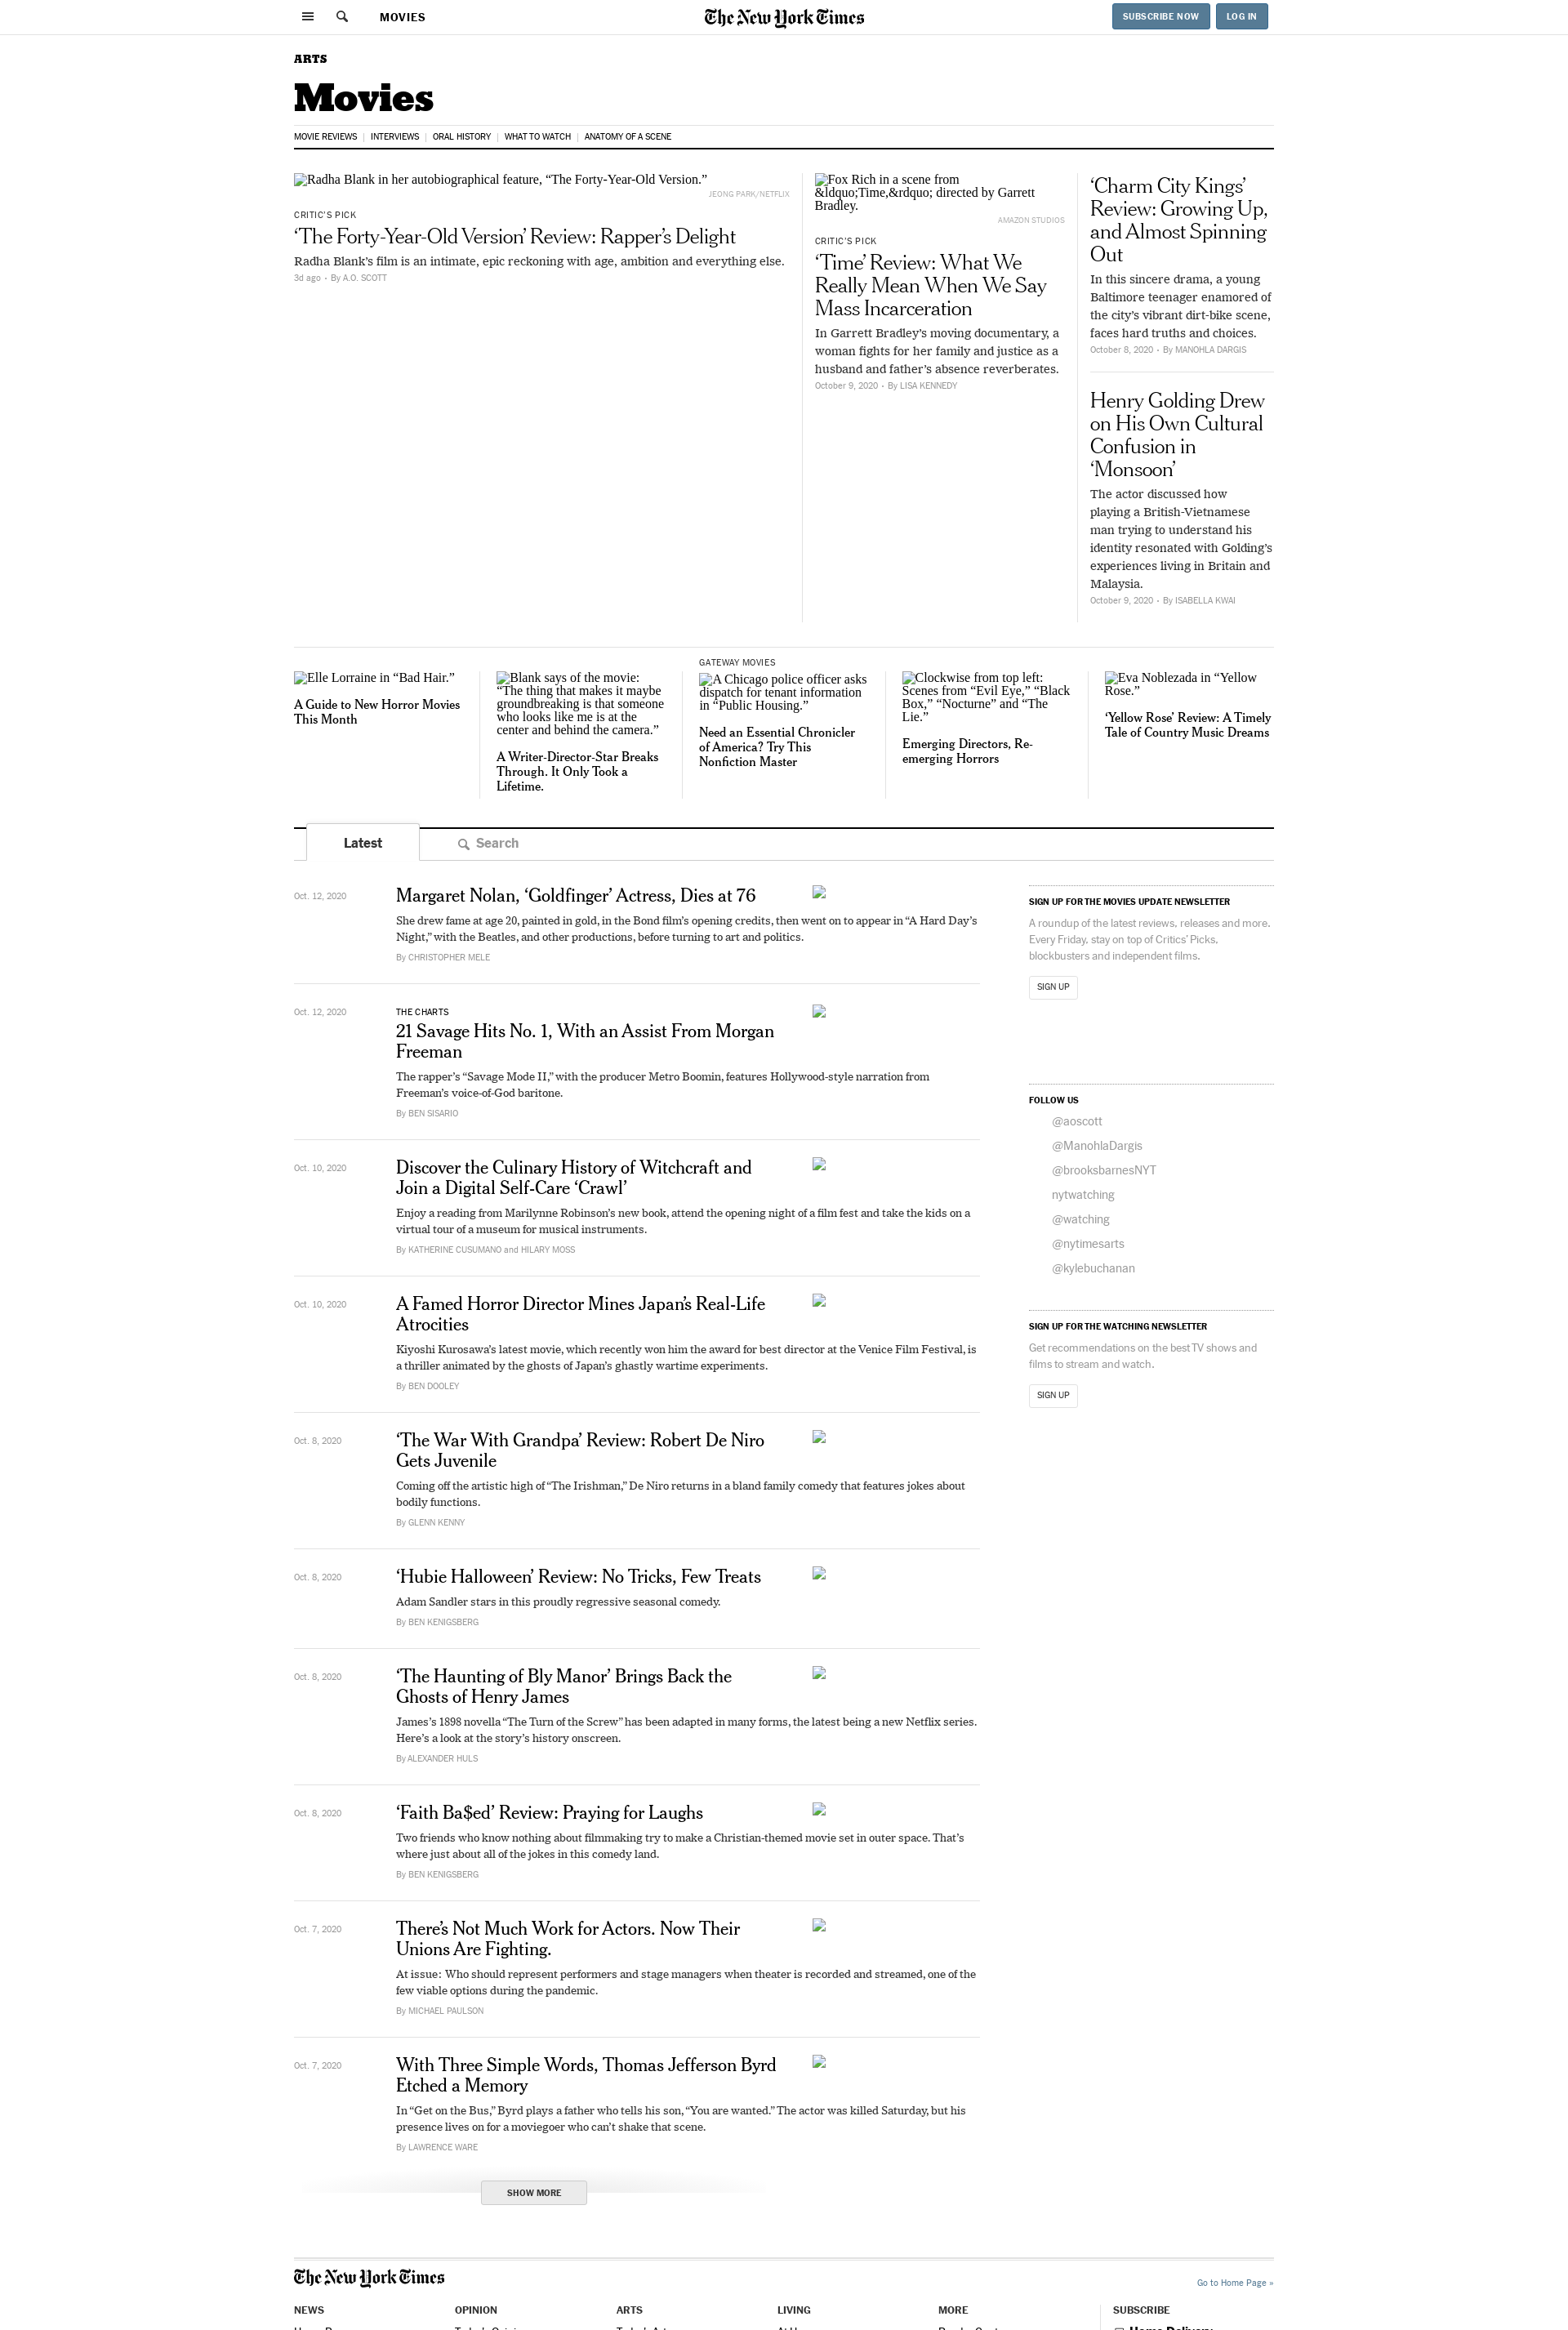 MOVIES
The New York Times
SUBSCRIBE NOW
LOG IN
ARTS
Movies
MOVIE REVIEWS
INTERVIEWS
ORAL HISTORY
WHAT TO WATCH
ANATOMY OF A SCENE
Radha Blank in her autobiographical feature, “The Forty-Year-Old Version.”
JEONG PARK/NETFLIX
CRITIC'S PICK
‘The Forty-Year-Old Version’ Review: Rapper’s Delight
Radha Blank’s film is an intimate, epic reckoning with age, ambition and everything else.
3d ago • By A.O. SCOTT
Fox Rich in a scene from
&ldquo;Time,&rdquo; directed by Garrett
Bradley.
AMAZON STUDIOS
CRITIC'S PICK
‘Time’ Review: What We
Really Mean When We Say
Mass Incarceration
In Garrett Bradley’s moving documentary, a
woman fights for her family and justice as a
husband and father’s absence reverberates.
October 9, 2020 • By LISA KENNEDY
‘Charm City Kings’
Review: Growing Up,
and Almost Spinning
Out
In this sincere drama, a young
Baltimore teenager enamored of
the city’s vibrant dirt-bike scene,
faces hard truths and choices.
October 8, 2020 • By MANOHLA DARGIS
Henry Golding Drew
on His Own Cultural
Confusion in
‘Monsoon’
The actor discussed how
playing a British-Vietnamese
man trying to understand his
identity resonated with Golding’s
experiences living in Britain and
Malaysia.
October 9, 2020 • By ISABELLA KWAI
Elle Lorraine in “Bad Hair.”
A Guide to New Horror Movies
This Month
Blank says of the movie:
“The thing that makes it maybe
groundbreaking is that someone
who looks like me is at the
center and behind the camera.”
A Writer-Director-Star Breaks
Through. It Only Took a
Lifetime.
GATEWAY MOVIES
A Chicago police officer asks
dispatch for tenant information
in “Public Housing.”
Need an Essential Chronicler
of America? Try This
Nonfiction Master
Clockwise from top left:
Scenes from “Evil Eye,” “Black
Box,” “Nocturne” and “The
Lie.”
Emerging Directors, Re-
emerging Horrors
Eva Noblezada in “Yellow
Rose.”
‘Yellow Rose’ Review: A Timely
Tale of Country Music Dreams
Latest
Search
Oct. 12, 2020
Margaret Nolan, ‘Goldfinger’ Actress, Dies at 76
She drew fame at age 20, painted in gold, in the Bond film’s opening credits, then went on to appear in “A Hard Day’s
Night,” with the Beatles, and other productions, before turning to art and politics.
By CHRISTOPHER MELE
Oct. 12, 2020
THE CHARTS
21 Savage Hits No. 1, With an Assist From Morgan
Freeman
The rapper’s “Savage Mode II,” with the producer Metro Boomin, features Hollywood-style narration from
Freeman’s voice-of-God baritone.
By BEN SISARIO
Oct. 10, 2020
Discover the Culinary History of Witchcraft and
Join a Digital Self-Care ‘Crawl’
Enjoy a reading from Marilynne Robinson’s new book, attend the opening night of a film fest and take the kids on a
virtual tour of a museum for musical instruments.
By KATHERINE CUSUMANO and HILARY MOSS
Oct. 10, 2020
A Famed Horror Director Mines Japan’s Real-Life
Atrocities
Kiyoshi Kurosawa’s latest movie, which recently won him the award for best director at the Venice Film Festival, is
a thriller animated by the ghosts of Japan’s ghastly wartime experiments.
By BEN DOOLEY
Oct. 8, 2020
‘The War With Grandpa’ Review: Robert De Niro
Gets Juvenile
Coming off the artistic high of “The Irishman,” De Niro returns in a bland family comedy that features jokes about
bodily functions.
By GLENN KENNY
Oct. 8, 2020
‘Hubie Halloween’ Review: No Tricks, Few Treats
Adam Sandler stars in this proudly regressive seasonal comedy.
By BEN KENIGSBERG
Oct. 8, 2020
‘The Haunting of Bly Manor’ Brings Back the
Ghosts of Henry James
James’s 1898 novella “The Turn of the Screw” has been adapted in many forms, the latest being a new Netflix series.
Here’s a look at the story’s history onscreen.
By ALEXANDER HULS
Oct. 8, 2020
‘Faith Ba$ed’ Review: Praying for Laughs
Two friends who know nothing about filmmaking try to make a Christian-themed movie set in outer space. That’s
where just about all of the jokes in this comedy land.
By BEN KENIGSBERG
Oct. 7, 2020
There’s Not Much Work for Actors. Now Their
Unions Are Fighting.
At issue: Who should represent performers and stage managers when theater is recorded and streamed, one of the
few viable options during the pandemic.
By MICHAEL PAULSON
Oct. 7, 2020
With Three Simple Words, Thomas Jefferson Byrd
Etched a Memory
In “Get on the Bus,” Byrd plays a father who tells his son, “You are wanted.” The actor was killed Saturday, but his
presence lives on for a moviegoer who can’t shake that scene.
By LAWRENCE WARE
SHOW MORE
SIGN UP FOR THE MOVIES UPDATE NEWSLETTER
A roundup of the latest reviews, releases and more.
Every Friday, stay on top of Critics’ Picks,
blockbusters and independent films.
SIGN UP
FOLLOW US
@aoscott
@ManohlaDargis
@brooksbarnesNYT
nytwatching
@watching
@nytimesarts
@kylebuchanan
SIGN UP FOR THE WATCHING NEWSLETTER
Get recommendations on the best TV shows and
films to stream and watch.
SIGN UP
The New York Times
Go to Home Page »
NEWS
OPINION
ARTS
LIVING
MORE
SUBSCRIBE